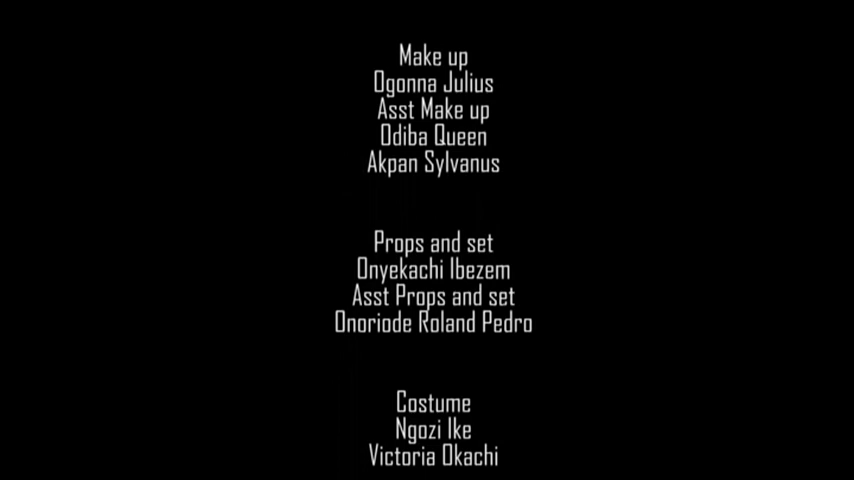 Make up
Ogonna Julius
Asst Make up
Odiba Queen
Akpan Sylvanus
Props and set
Onyekachi Ibezem
Asst Props and set
Onoriode Roland Pedro
Costume
Ngozi Ike
Victoria Okachi